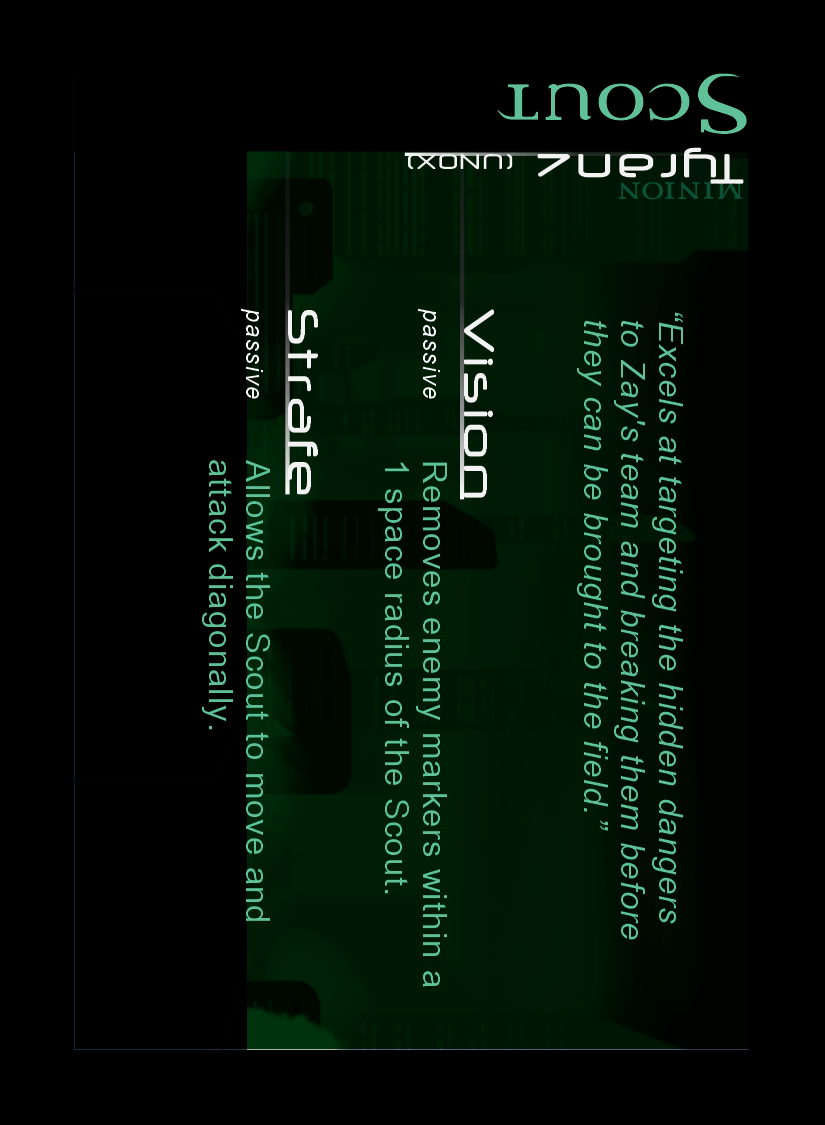 Scout
Tyranz (UNOX)
MINION
“Excels at targeting the hidden dangers
to Zay's team and breaking them before
they can be brought to the field.”
Vision
passive
Removes enemy markers within a
1 space radius of the Scout.
Strafe
passive
Allows the Scout to move and
attack diagonally.